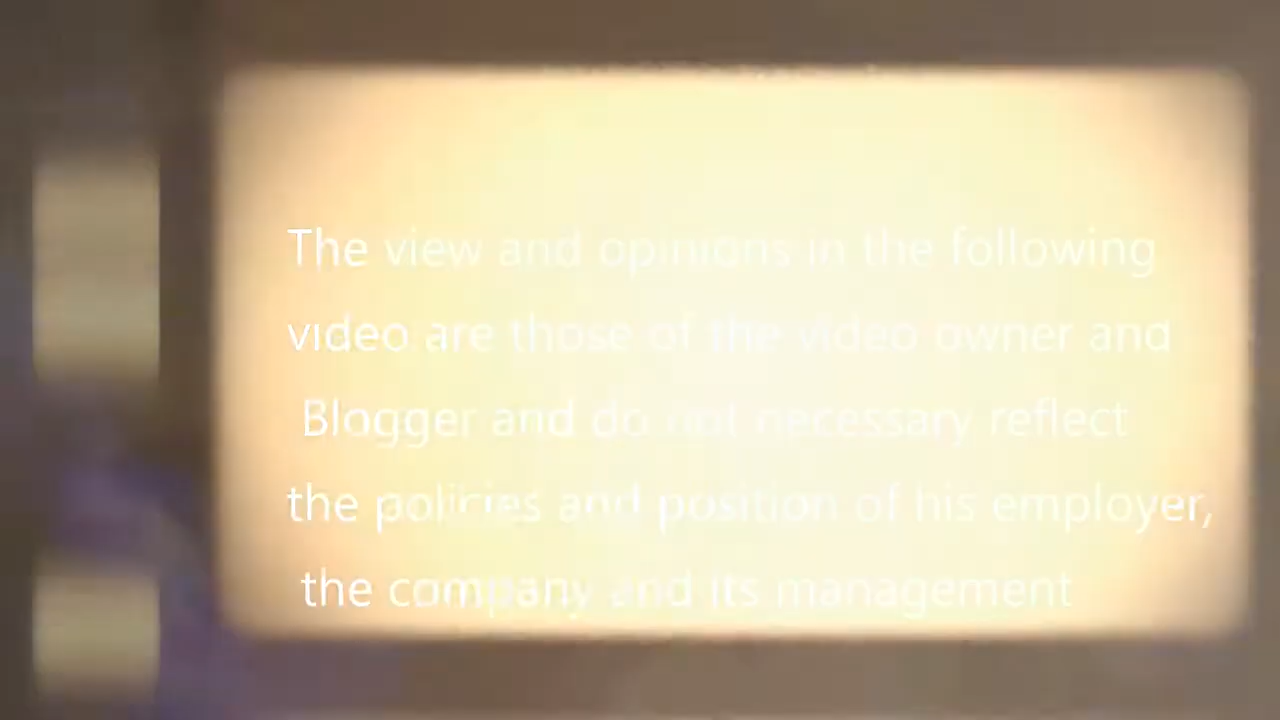 The view and opinions in the following
video are those of the video owner and
Blogger and do not necessary reflect
the policies and position of his employer,
the company and its management